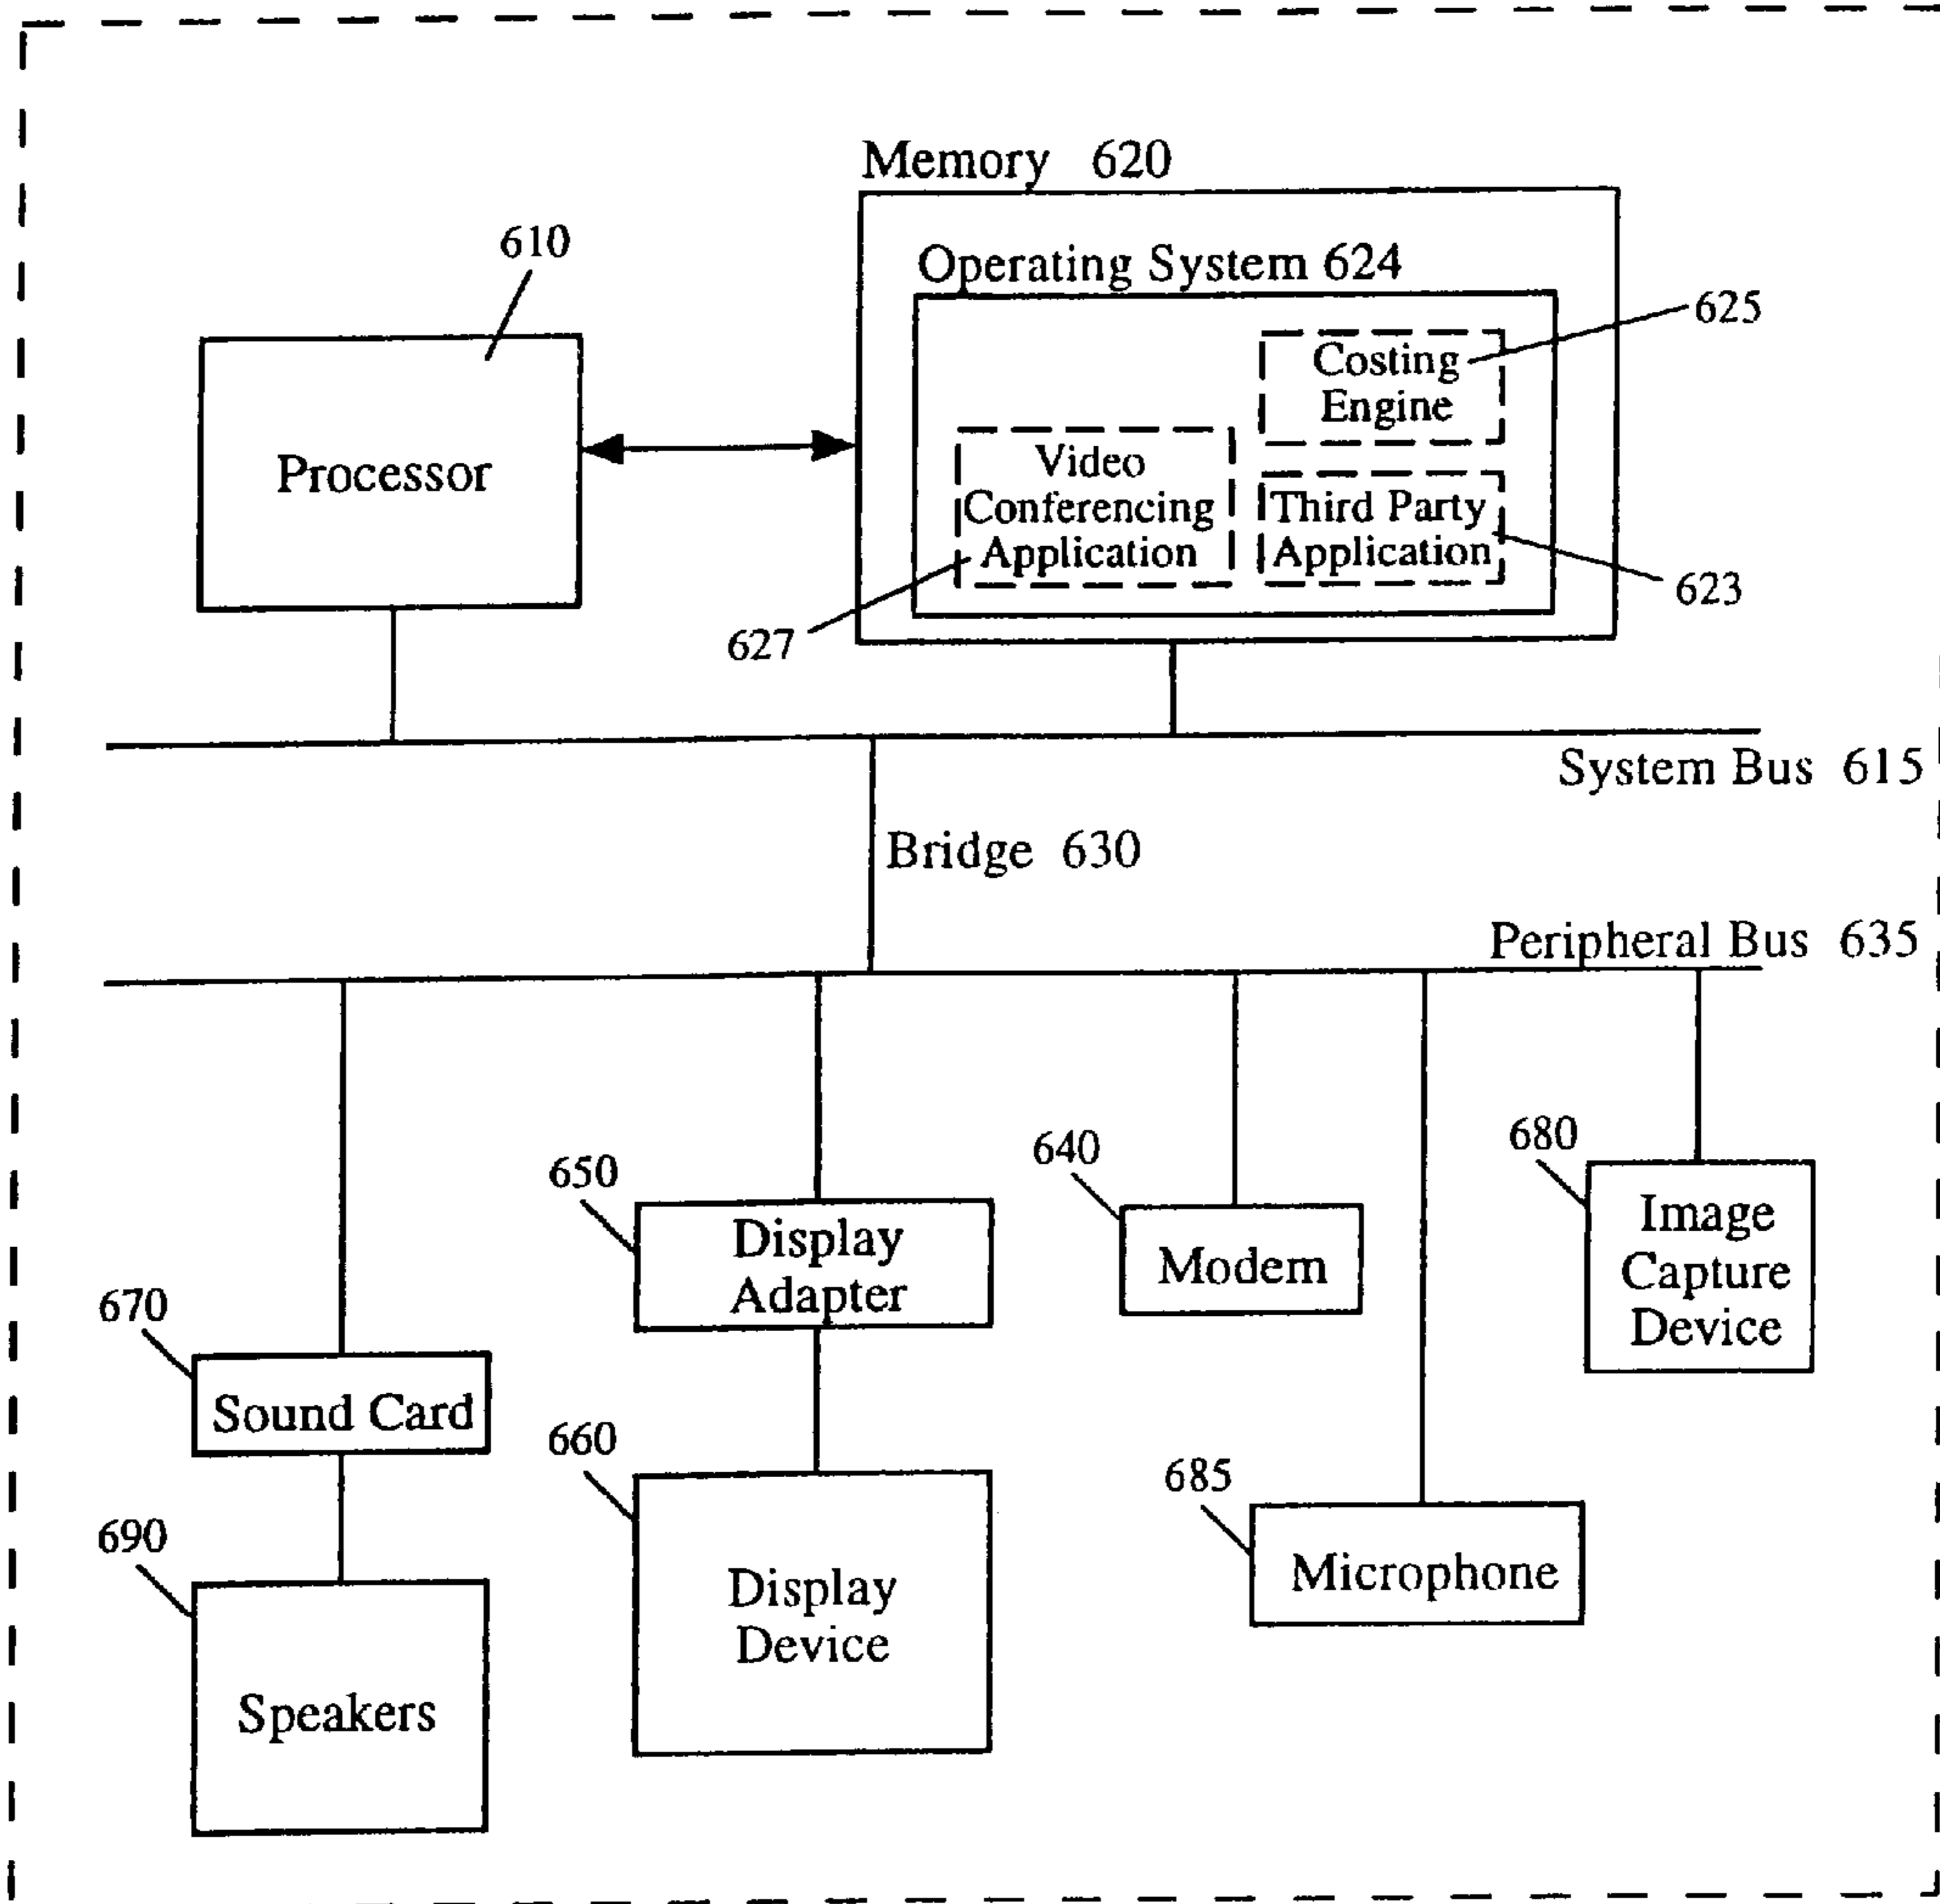 Memory 620
610
Operating System 624
625
Costing
Engine
Processor
Video
Conferencing
Application
Third Party
Application
623
627
System Bus 615
Bridge 630
Peripheral Bus 635
680
640
650
Image
Capture
Device
Display
Adapter
Modem
670
Sound Card
660
685
690
Microphone
Display
Device
Speakers